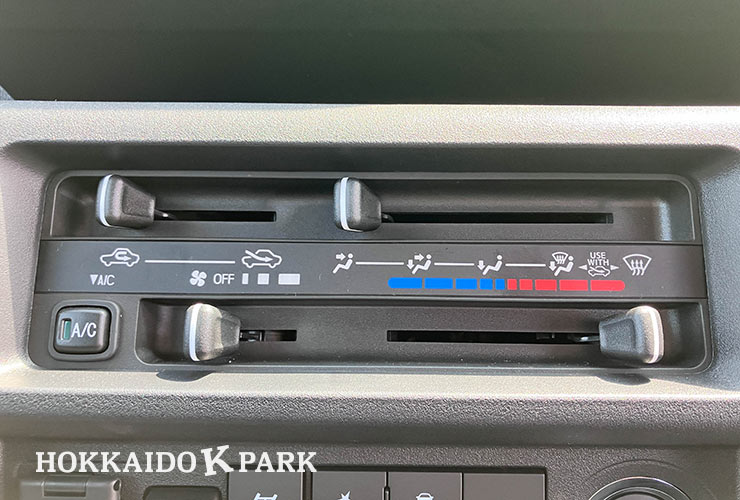 USE
WITH
▼A/C
OFF
A/C
HOKKAIDO K PARK